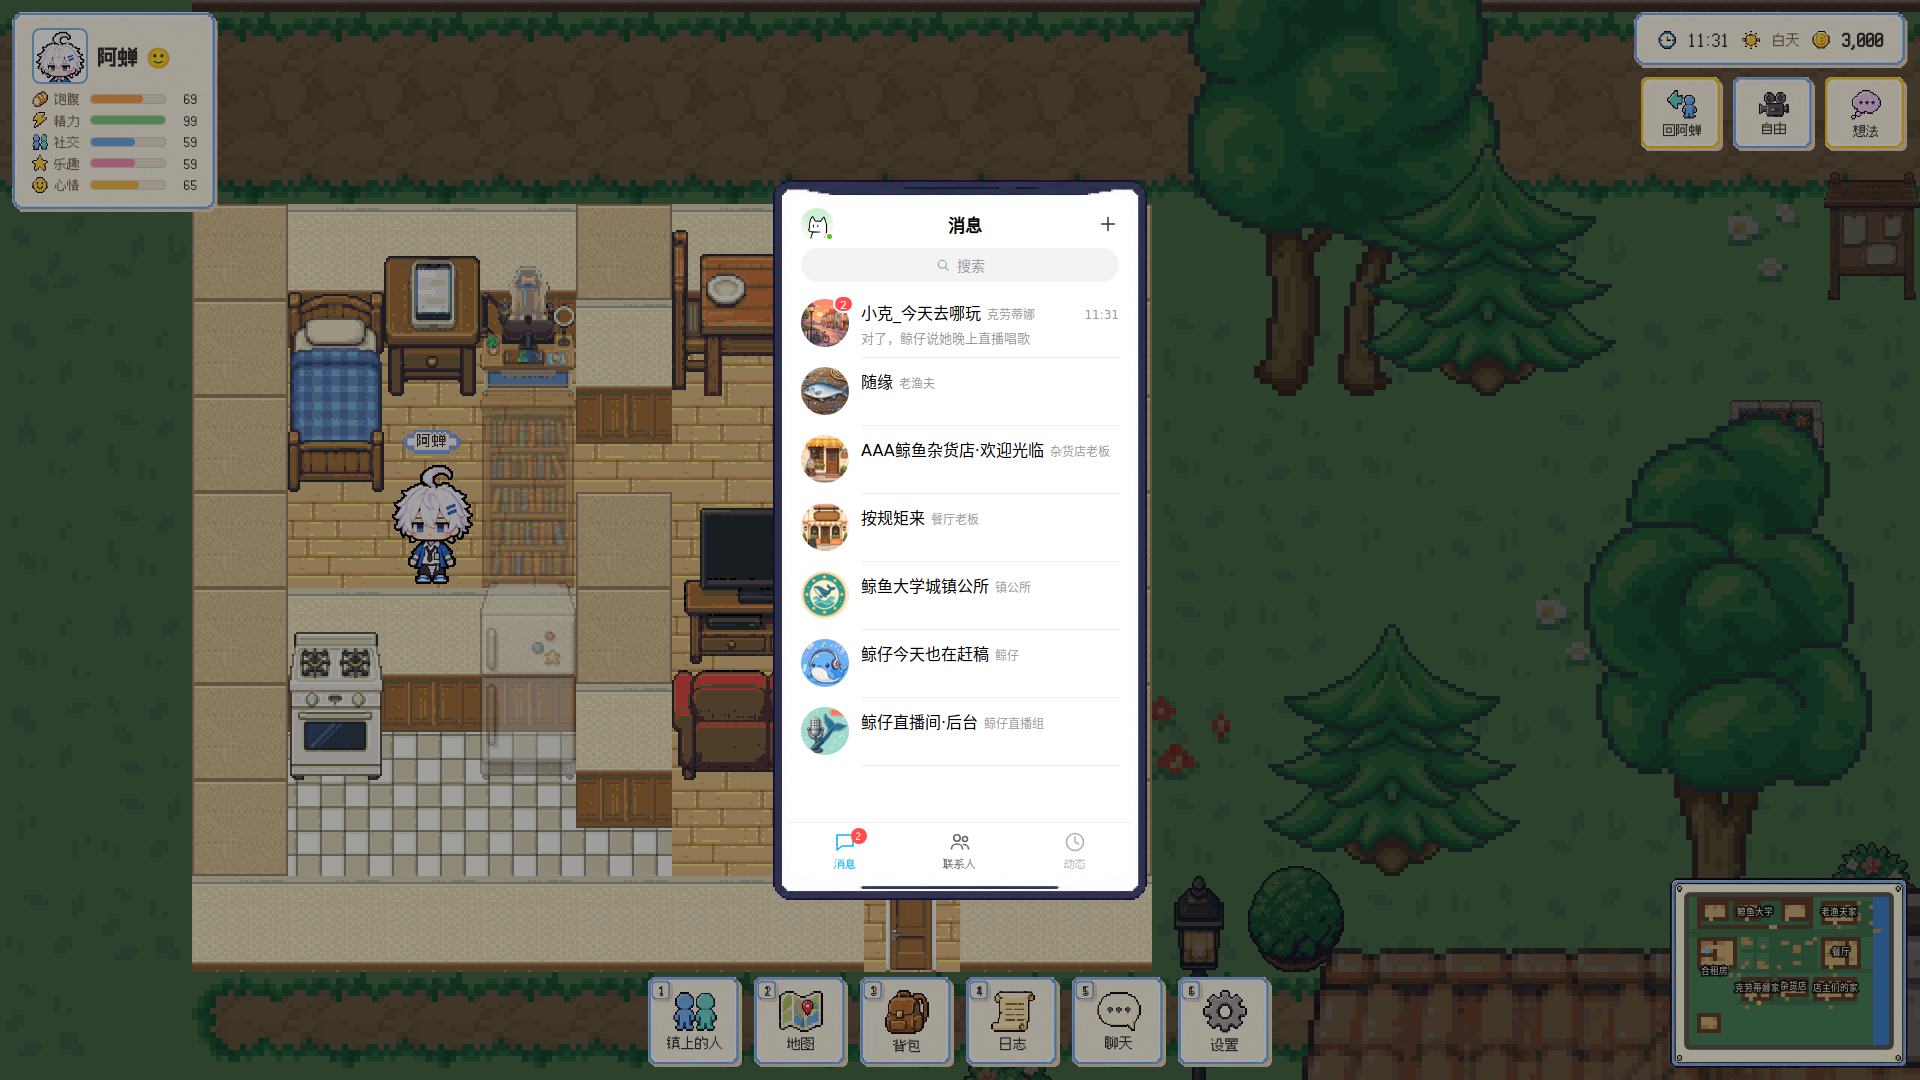 阿蝉
饱腹 69
精力 99
社交 59
乐趣 59
心情 65
11:31 白天 3,000
回阿蝉
自由
想法
阿蝉
消息
搜索
2
小克_今天去哪玩 克劳蒂娜 11:31
对了，鲸仔说她晚上直播唱歌
随缘 老渔夫
AAA鲸鱼杂货店·欢迎光临 杂货店老板
按规矩来 餐厅老板
鲸鱼大学城镇公所 镇公所
鲸仔今天也在赶稿 鲸仔
鲸仔直播间·后台 鲸仔直播组
2
消息
联系人
动态
鲸鱼大学
老渔夫家
餐厅
合租房
克劳蒂娜家
杂货店
店主们的家
1 镇上的人
2 地图
3 背包
4 日志
5 聊天
6 设置